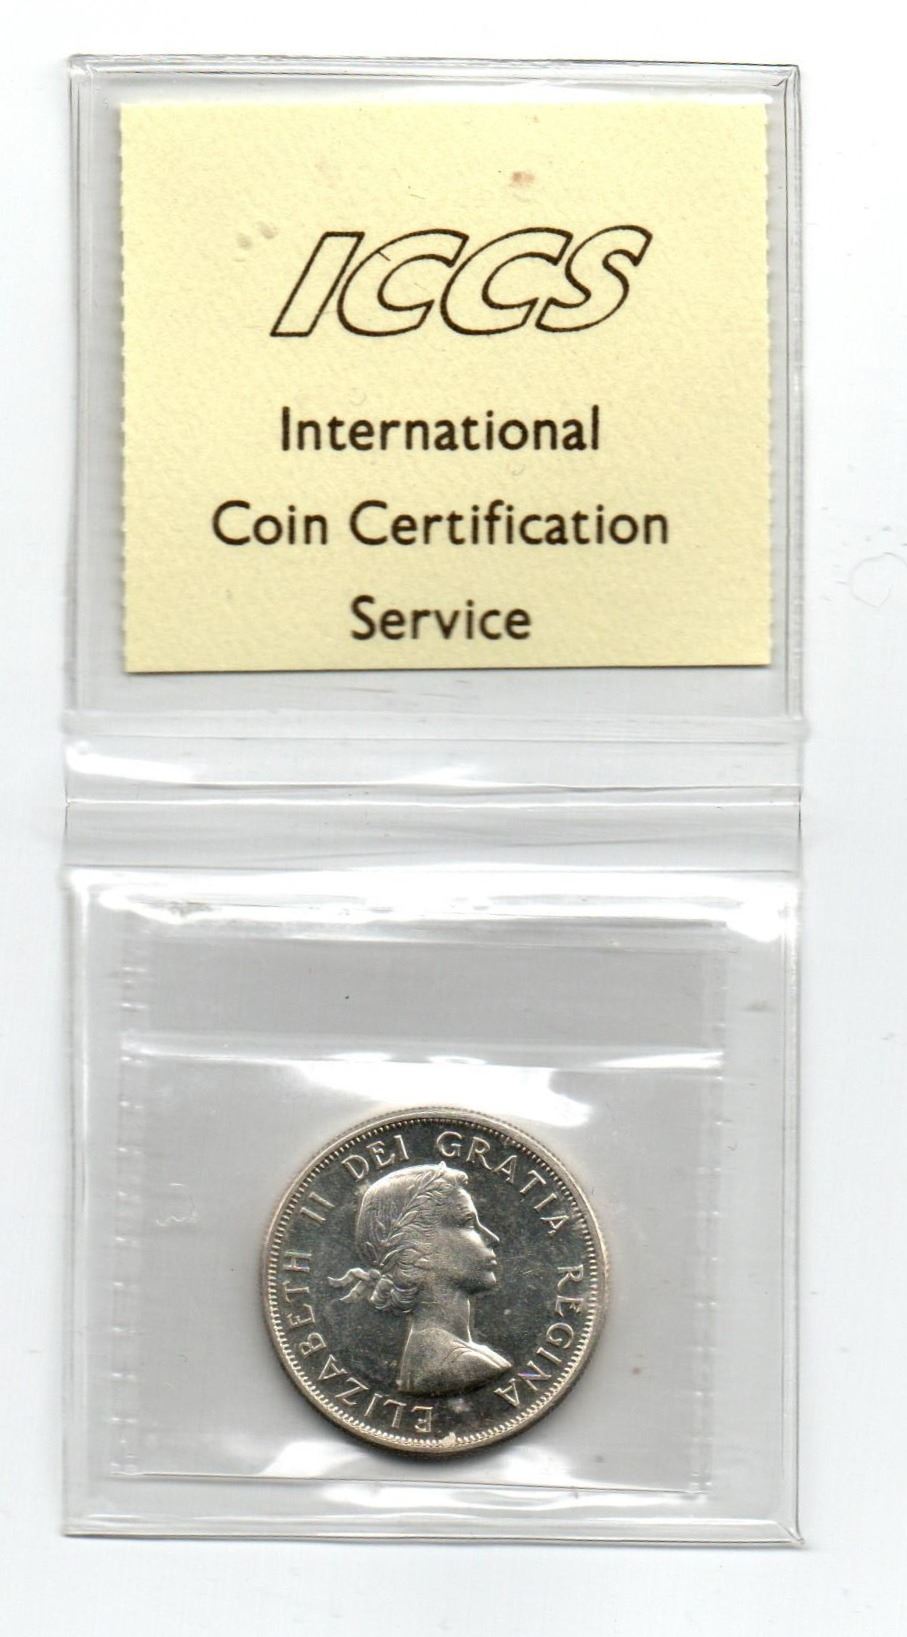 ICCS
International
Coin Certification
Service
ELIZABETH II DEI GRATIA REGINA